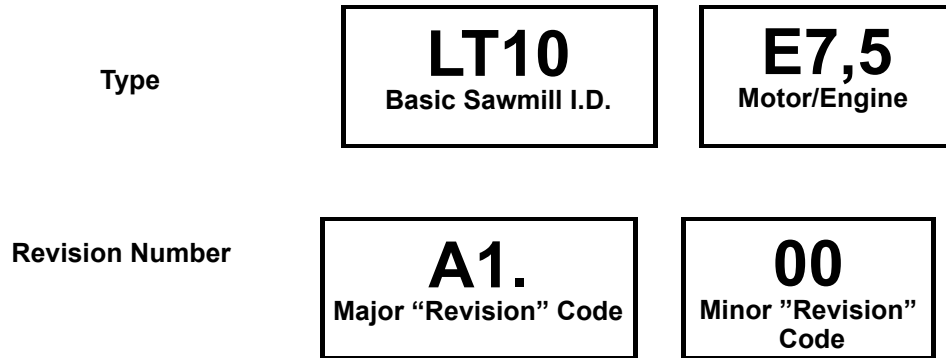 Type
LT10
Basic Sawmill I.D.
E7,5
Motor/Engine
Revision Number
A1.
Major “Revision” Code
00
Minor ”Revision”
Code